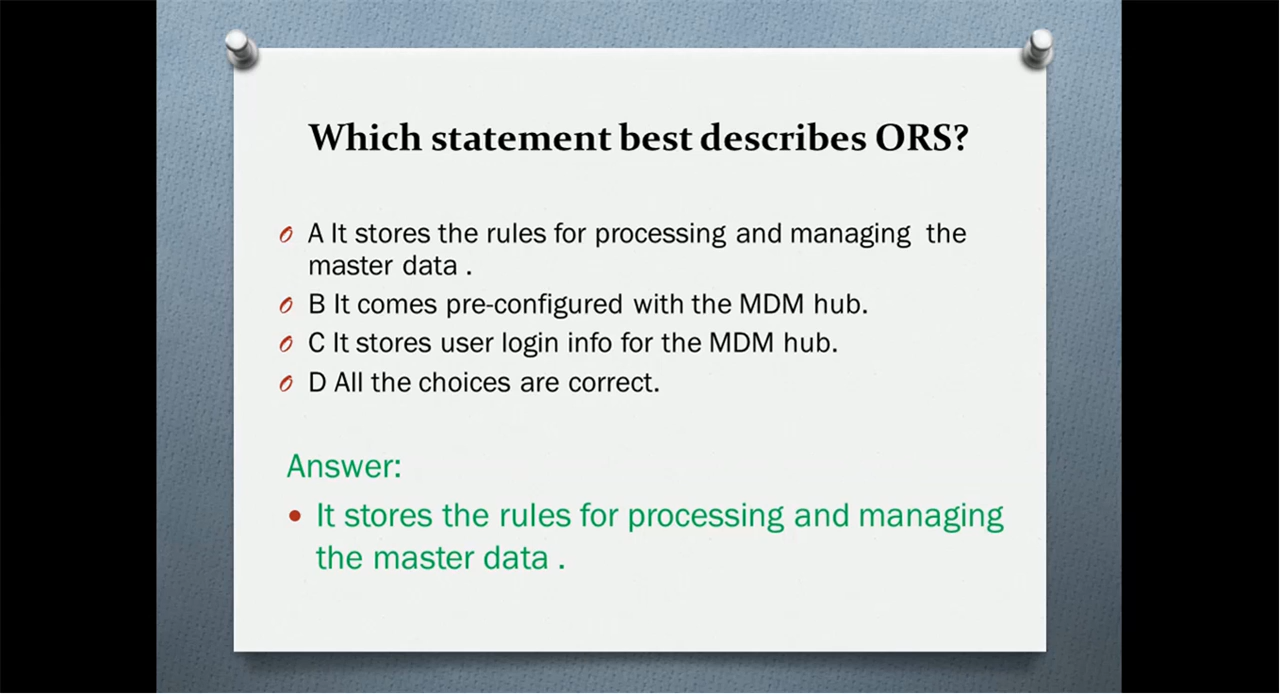 Which statement best describes ORS?
A It stores the rules for processing and managing the
master data .
B It comes pre-configured with the MDM hub.
C It stores user login info for the MDM hub.
D All the choices are correct.
Answer:
• It stores the rules for processing and managing
the master data .